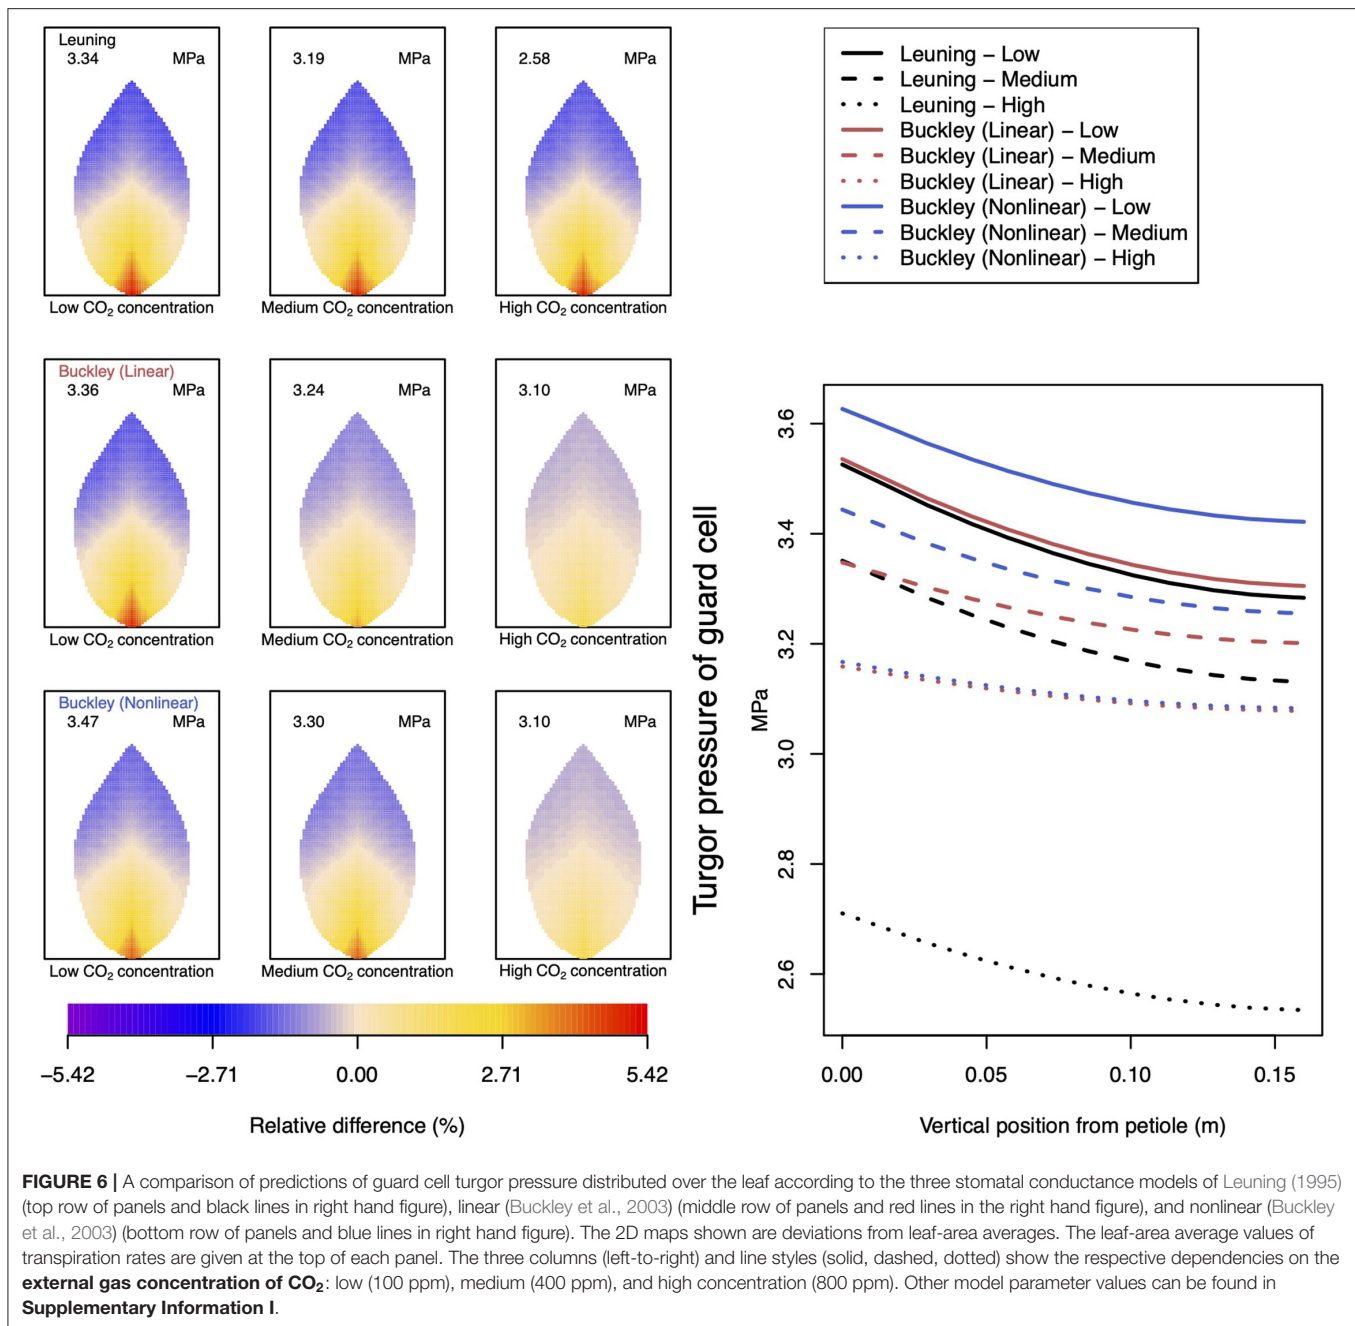 Leuning
3.34 MPa
3.19 MPa
2.58 MPa
Low CO₂ concentration
Medium CO₂ concentration
High CO₂ concentration
Buckley (Linear)
3.36 MPa
3.24 MPa
3.10 MPa
Low CO₂ concentration
Medium CO₂ concentration
High CO₂ concentration
Buckley (Nonlinear)
3.47 MPa
3.30 MPa
3.10 MPa
Low CO₂ concentration
Medium CO₂ concentration
High CO₂ concentration
−5.42 −2.71 0.00 2.71 5.42
Relative difference (%)
Leuning – Low
Leuning – Medium
Leuning – High
Buckley (Linear) – Low
Buckley (Linear) – Medium
Buckley (Linear) – High
Buckley (Nonlinear) – Low
Buckley (Nonlinear) – Medium
Buckley (Nonlinear) – High
Turgor pressure of guard cell
MPa
3.6
3.4
3.2
3.0
2.8
2.6
0.00 0.05 0.10 0.15
Vertical position from petiole (m)
FIGURE 6 | A comparison of predictions of guard cell turgor pressure distributed over the leaf according to the three stomatal conductance models of Leuning (1995)
(top row of panels and black lines in right hand figure), linear (Buckley et al., 2003) (middle row of panels and red lines in the right hand figure), and nonlinear (Buckley
et al., 2003) (bottom row of panels and blue lines in right hand figure). The 2D maps shown are deviations from leaf-area averages. The leaf-area average values of
transpiration rates are given at the top of each panel. The three columns (left-to-right) and line styles (solid, dashed, dotted) show the respective dependencies on the
external gas concentration of CO₂: low (100 ppm), medium (400 ppm), and high concentration (800 ppm). Other model parameter values can be found in
Supplementary Information I.